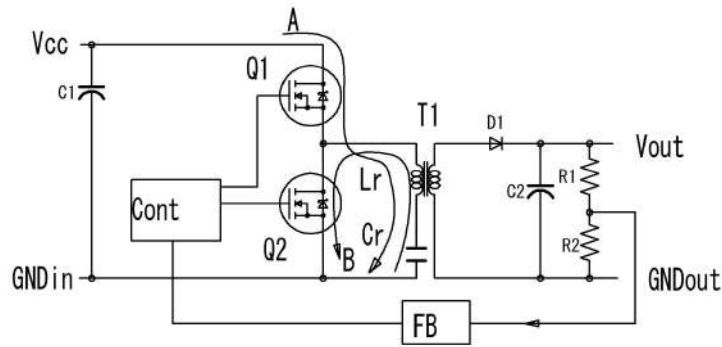 A
Vcc
Q1
C1
T1
D1
Vout
Lr
C2
R1
Cont
Cr
R2
Q2
B
GNDin
GNDout
FB